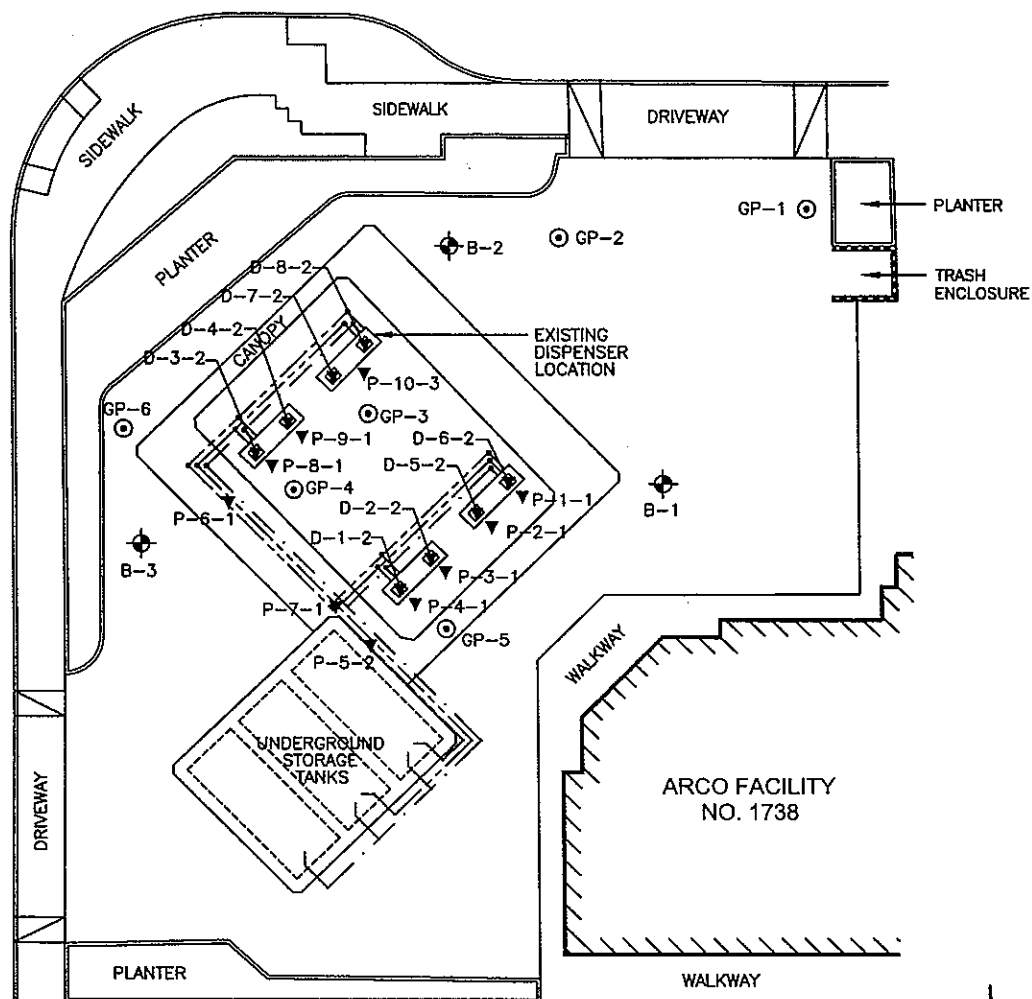 SIDEWALK
SIDEWALK
DRIVEWAY
GP-1
PLANTER
GP-2
B-2
PLANTER
D-8-2
TRASH
ENCLOSURE
D-7-2
D-4-2
CANOPY
EXISTING
DISPENSER
LOCATION
D-3-2
P-10-3
GP-6
GP-3
P-9-1
D-6-2
P-8-1
D-5-2
GP-4
P-1-1
P-6-1
D-2-2
P-2-1
B-1
D-1-2
B-3
P-3-1
P-7-1
P-4-1
GP-5
P-5-2
WALKWAY
UNDERGROUND
STORAGE
TANKS
ARCO FACILITY
NO. 1738
DRIVEWAY
PLANTER
WALKWAY